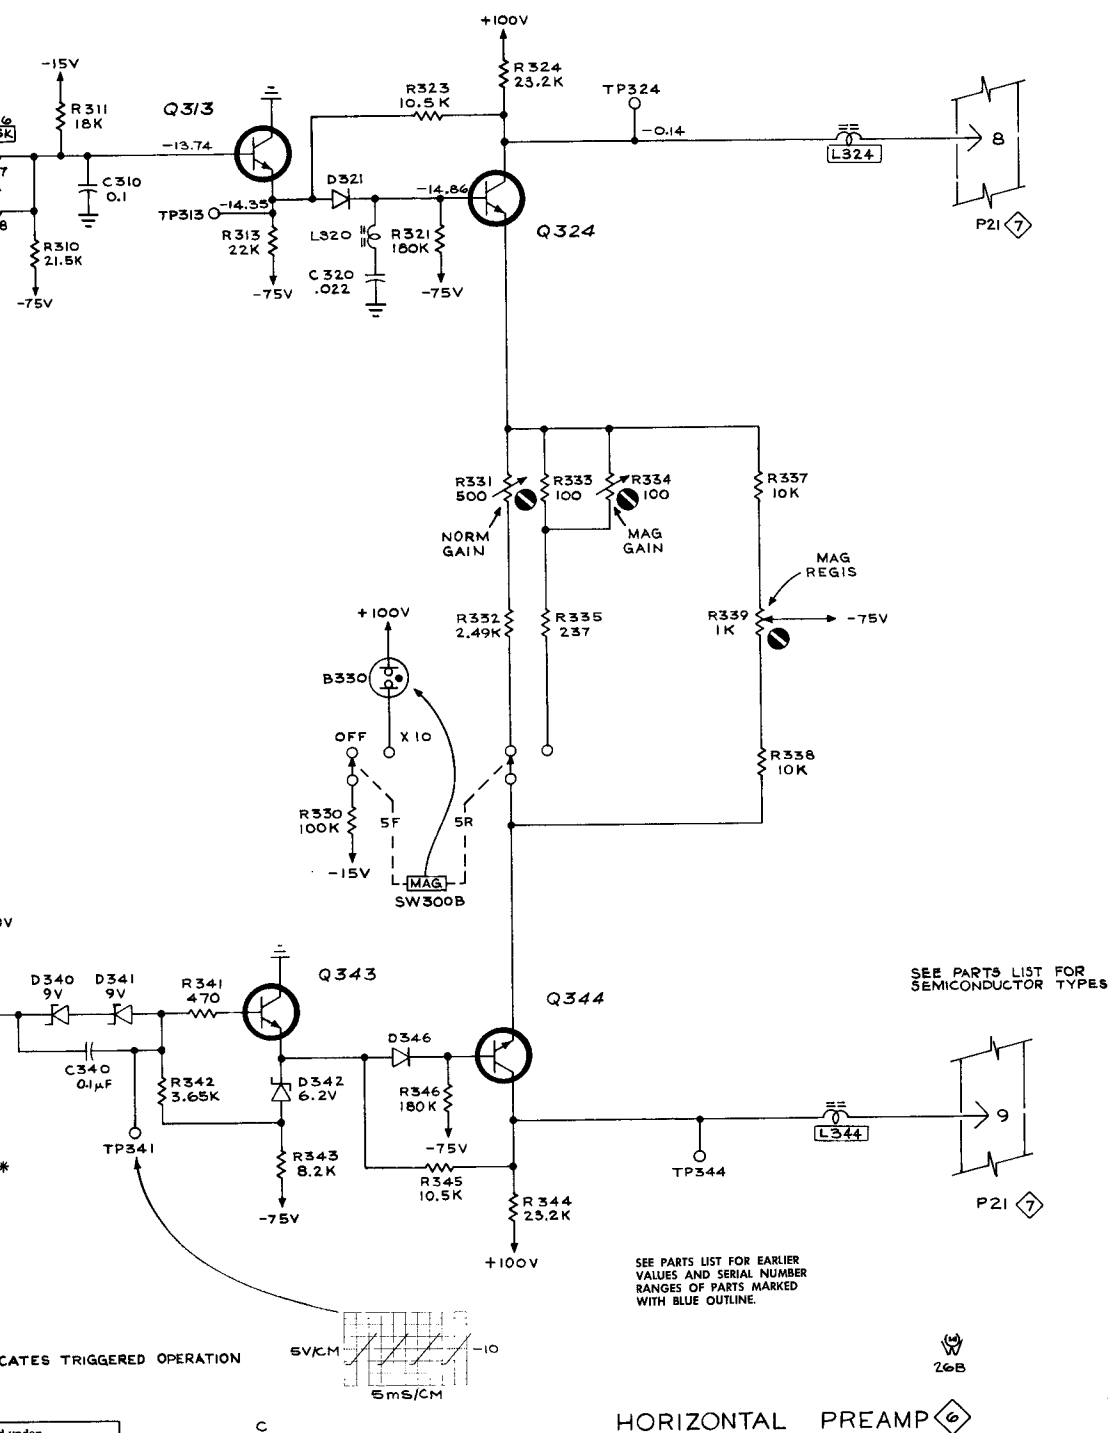 +100V
R324
23.2K
-15V
R311
18K
Q313
R323
10.5K
TP324
-0.14
L324
8
P21 7
-13.74
C310
0.1
R310
21.5K
-75V
-14.35
TP313
R313
22K
-75V
D321
-14.86
L320
R321
180K
C320
.022
-75V
Q324
R331
500
R333
100
R334
100
R337
10K
NORM
GAIN
MAG
GAIN
MAG
REGIS
+100V
R332
2.49K
R335
237
R339
1K
-75V
B330
OFF
X10
R338
10K
R330
100K
5F
5R
-15V
MAG
SW300B
V
D340
9V
D341
9V
R341
470
Q343
Q344
SEE PARTS LIST FOR
SEMICONDUCTOR TYPES
C340
0.1µF
R342
3.65K
D342
6.2V
D346
R346
180K
-75V
TP341
R343
8.2K
-75V
R345
10.5K
R344
23.2K
+100V
TP344
L344
9
P21 7
*
SEE PARTS LIST FOR EARLIER
VALUES AND SERIAL NUMBER
RANGES OF PARTS MARKED
WITH BLUE OUTLINE.
5V/CM
-10
5mS/CM
CATES TRIGGERED OPERATION
268
C
HORIZONTAL PREAMP 6